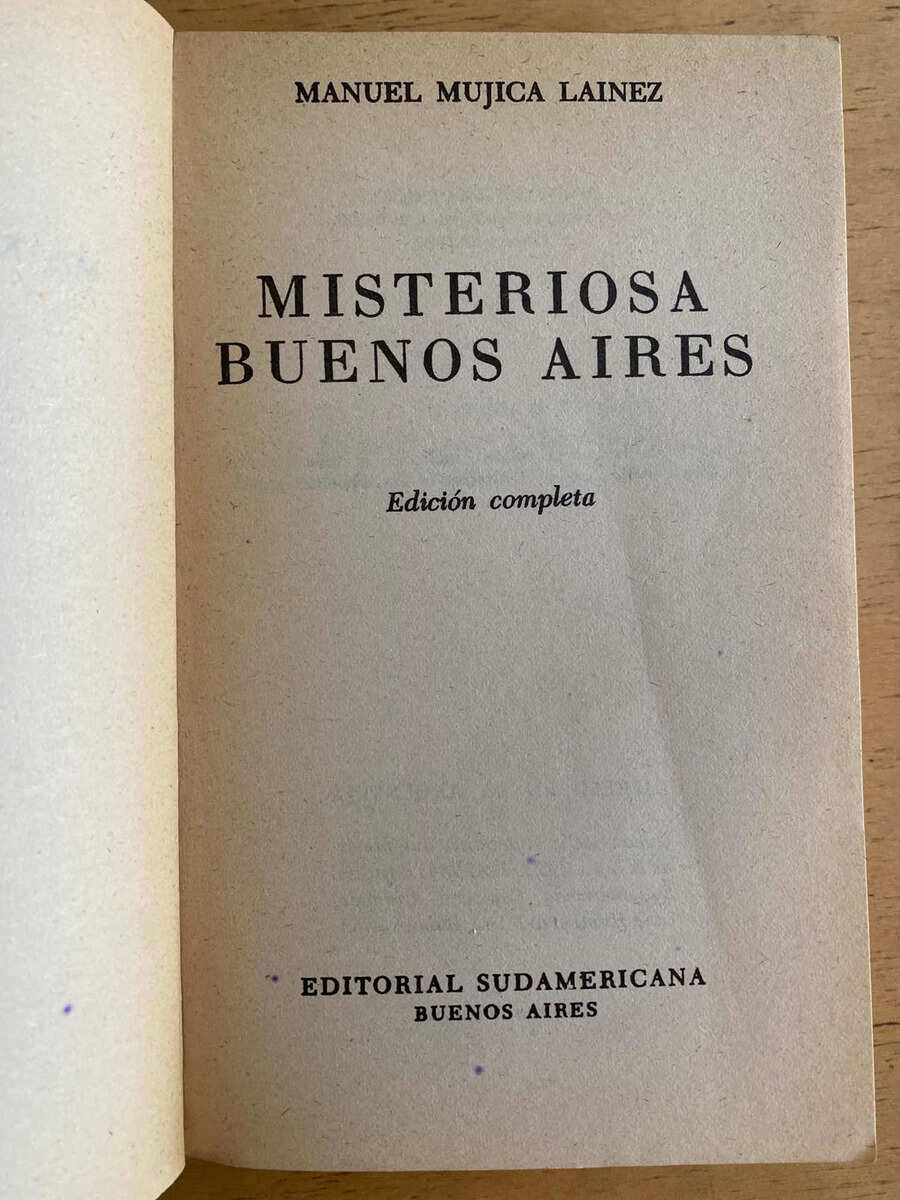 MANUEL MUJICA LAINEZ
MISTERIOSA
BUENOS AIRES
Edición completa
EDITORIAL SUDAMERICANA
BUENOS AIRES